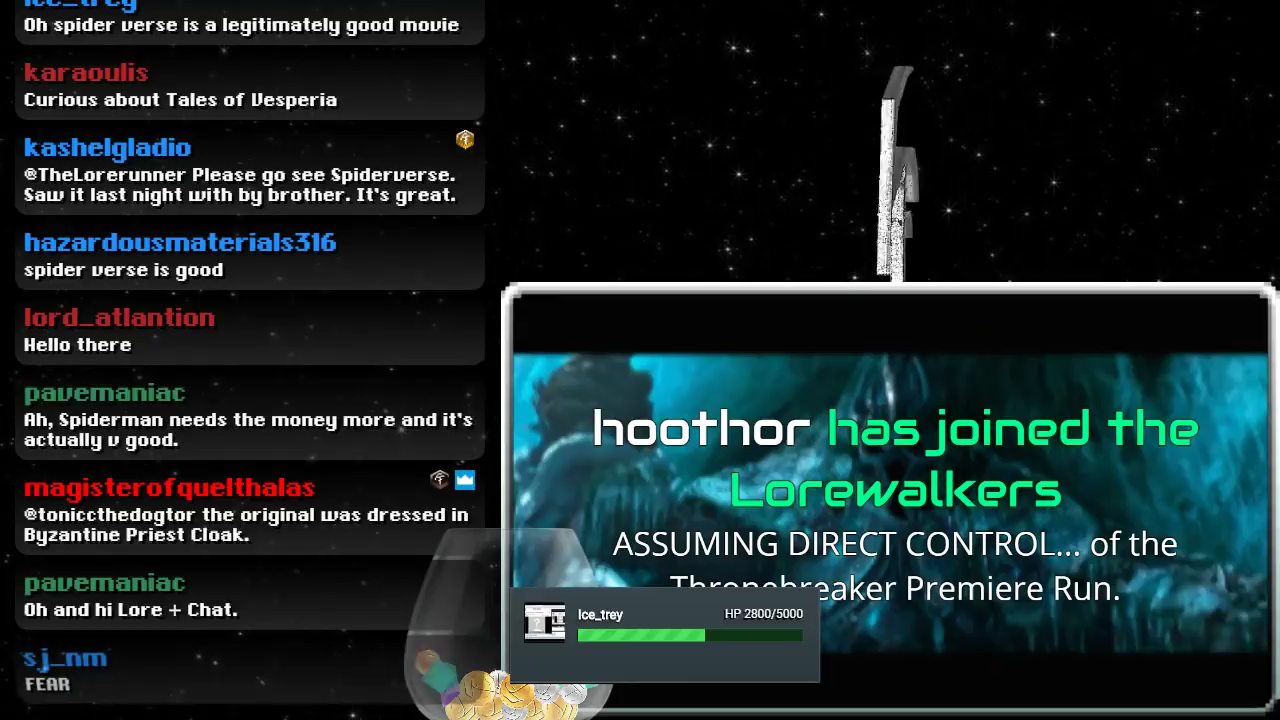 Ice_trey
Oh spider verse is a legitimately good movie
karaoulis
Curious about Tales of Vesperia
kashelgladio
@TheLorerunner Please go see Spiderverse.
Saw it last night with by brother. It's great.
hazardousmaterials316
spider verse is good
lord_atlantion
Hello there
pavemaniac
Ah, Spiderman needs the money more and it's
actually v good.
magisterofquelthalas
@toniccthedogtor the original was dressed in
Byzantine Priest Cloak.
pavemaniac
Oh and hi Lore + Chat.
sj_nm
FEAR
hoothor has joined the
Lorewalkers
ASSUMING DIRECT CONTROL... of the
Thronebreaker Premiere Run.
Ice_trey
HP 2800/5000